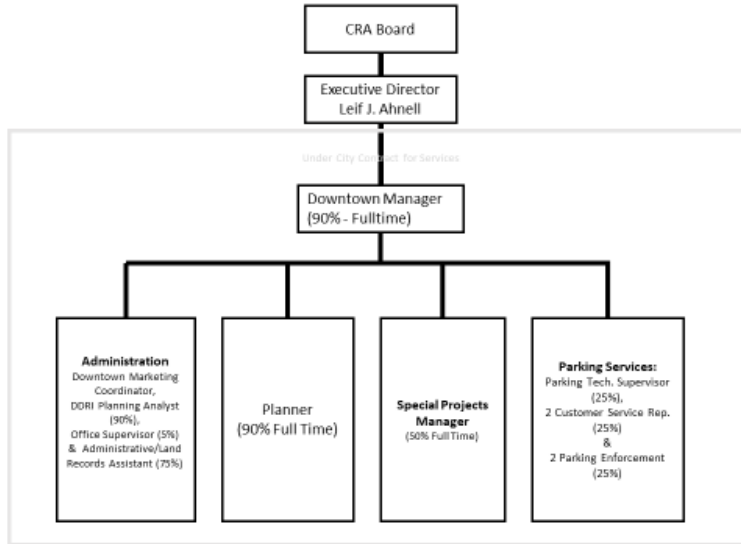 CRA Board
Executive Director
Leif J. Ahnell
Under City Contract for Services
Downtown Manager
(90% - Fulltime)
Administration
Downtown Marketing
Coordinator,
DDRI Planning Analyst
(90%),
Office Supervisor (5%)
& Administrative/Land
Records Assistant (75%)
Planner
(90% Full Time)
Special Projects
Manager
(50% Full Time)
Parking Services:
Parking Tech. Supervisor
(25%),
2 Customer Service Rep.
(25%)
&
2 Parking Enforcement
(25%)